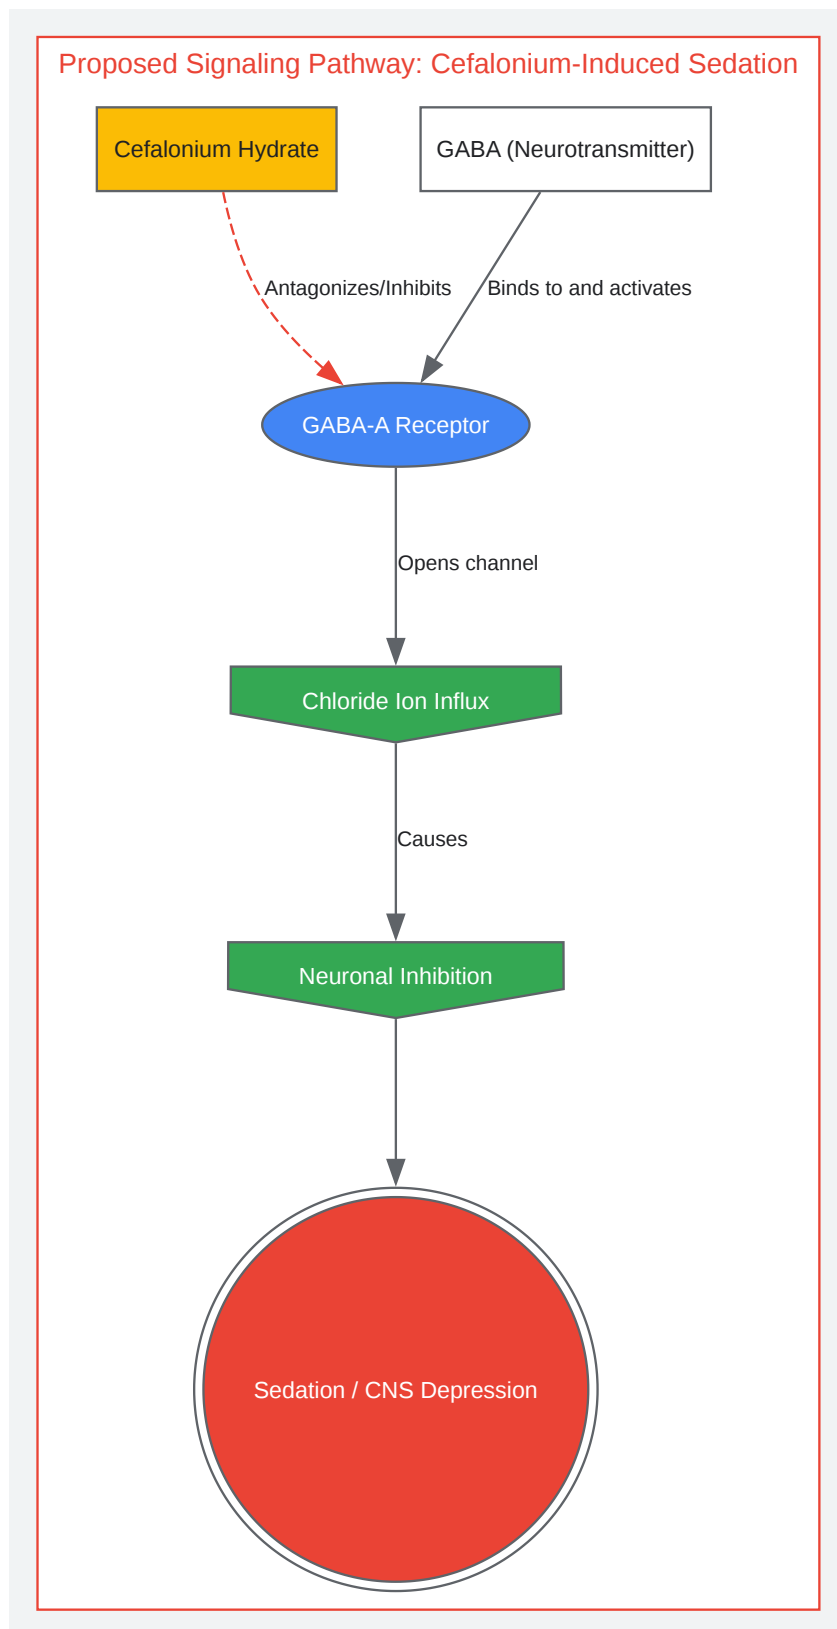 Proposed Signaling Pathway: Cefalonium-Induced Sedation
Cefalonium Hydrate
GABA (Neurotransmitter)
Antagonizes/Inhibits
Binds to and activates
GABA-A Receptor
Opens channel
Chloride Ion Influx
Causes
Neuronal Inhibition
Sedation / CNS Depression